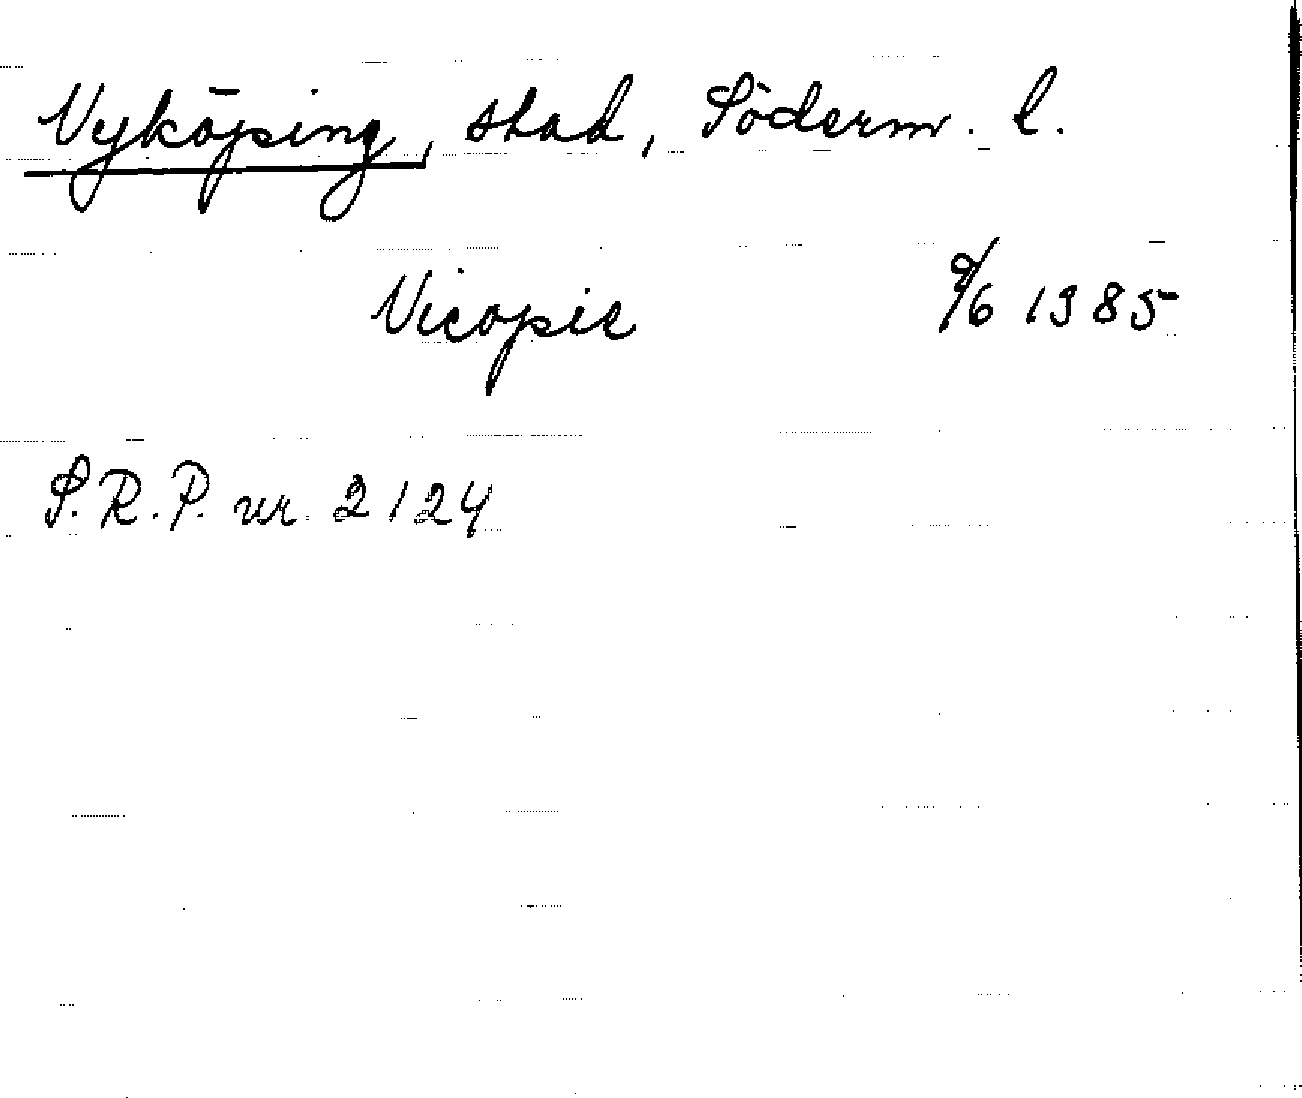 Nyköping, stad, Söderm. l.
Nicopie 9/6 1385
S.R.P. nr 2124